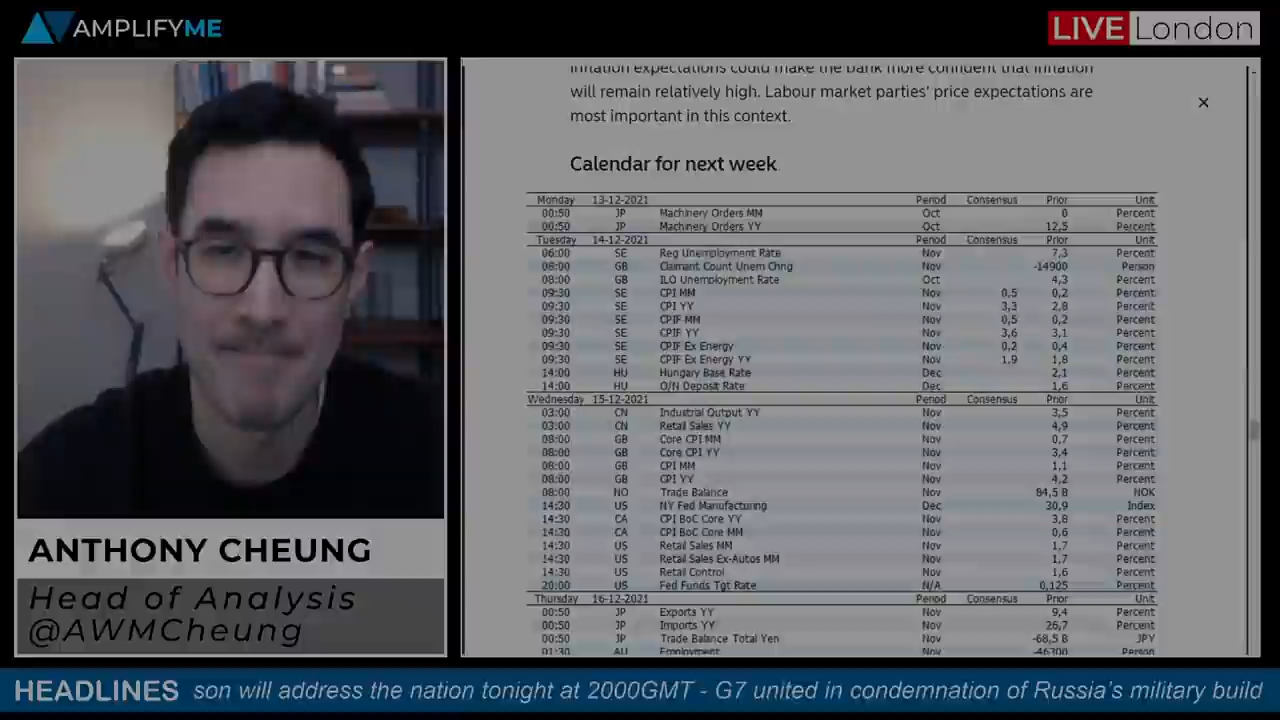 AMPLIFYME
LIVE London
inflation expectations could make the bank more confident that inflation
will remain relatively high. Labour market parties' price expectations are
most important in this context.
Calendar for next week
Monday 13-12-2021 Period Consensus Prior Unit
00:50 JP Machinery Orders MM Oct 0 Percent
00:50 JP Machinery Orders YY Oct 12,5 Percent
Tuesday 14-12-2021 Period Consensus Prior Unit
06:00 SE Reg Unemployment Rate Nov 7,3 Percent
08:00 GB Claimant Count Unem Chng Nov -14900 Person
08:00 GB ILO Unemployment Rate Oct 4,3 Percent
09:30 SE CPI MM Nov 0,5 0,2 Percent
09:30 SE CPI YY Nov 3,3 2,8 Percent
09:30 SE CPIF MM Nov 0,5 0,2 Percent
09:30 SE CPIF YY Nov 3,6 3,1 Percent
09:30 SE CPIF Ex Energy Nov 0,2 0,4 Percent
09:30 SE CPIF Ex Energy YY Nov 1,9 1,8 Percent
14:00 HU Hungary Base Rate Dec 2,1 Percent
14:00 HU O/N Deposit Rate Dec 1,6 Percent
Wednesday 15-12-2021 Period Consensus Prior Unit
03:00 CN Industrial Output YY Nov 3,5 Percent
03:00 CN Retail Sales YY Nov 4,9 Percent
08:00 GB Core CPI MM Nov 0,7 Percent
08:00 GB Core CPI YY Nov 3,4 Percent
08:00 GB CPI MM Nov 1,1 Percent
08:00 GB CPI YY Nov 4,2 Percent
08:00 NO Trade Balance Nov 84,5 B NOK
14:30 US NY Fed Manufacturing Dec 30,9 Index
14:30 CA CPI BoC Core YY Nov 3,8 Percent
14:30 CA CPI BoC Core MM Nov 0,6 Percent
14:30 US Retail Sales MM Nov 1,7 Percent
14:30 US Retail Sales Ex-Autos MM Nov 1,7 Percent
14:30 US Retail Control Nov 1,6 Percent
20:00 US Fed Funds Tgt Rate N/A 0,125 Percent
Thursday 16-12-2021 Period Consensus Prior Unit
00:50 JP Exports YY Nov 9,4 Percent
00:50 JP Imports YY Nov 26,7 Percent
00:50 JP Trade Balance Total Yen Nov -68,5 B JPY
01:30 AU Employment Nov -46300 Person
ANTHONY CHEUNG
Head of Analysis
@AWMCheung
HEADLINES son will address the nation tonight at 2000GMT - G7 united in condemnation of Russia's military build